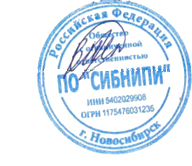 Российская Федерация
Общество
с ограниченной
ответственностью
ПО "СИБНИПИ"
ИНН 5402029908
ОГРН 1175476031235
г. Новосибирск